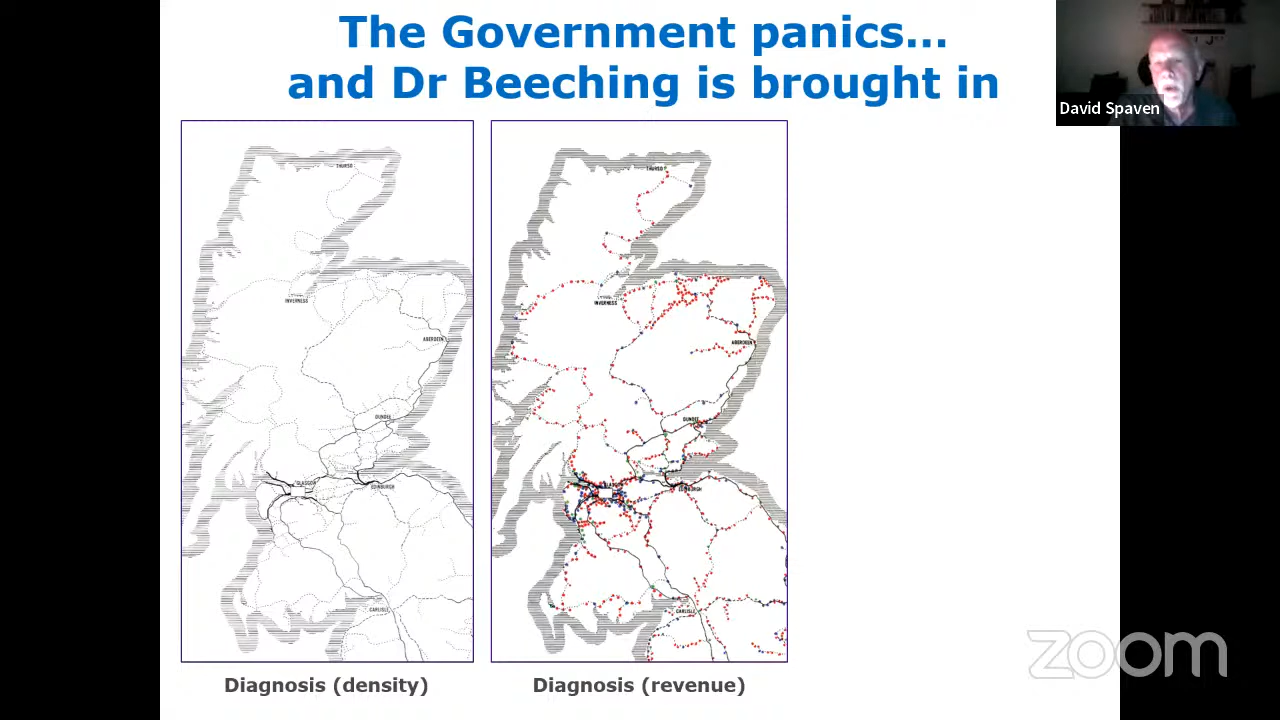 The Government panics...
and Dr Beeching is brought in
David Spaven
THURSO
INVERNESS
ABERDEEN
DUNDEE
GLASGOW
EDINBURGH
CARLISLE
THURSO
INVERNESS
ABERDEEN
DUNDEE
EDINBURGH
CARLISLE
Diagnosis (density)
Diagnosis (revenue)
zoom